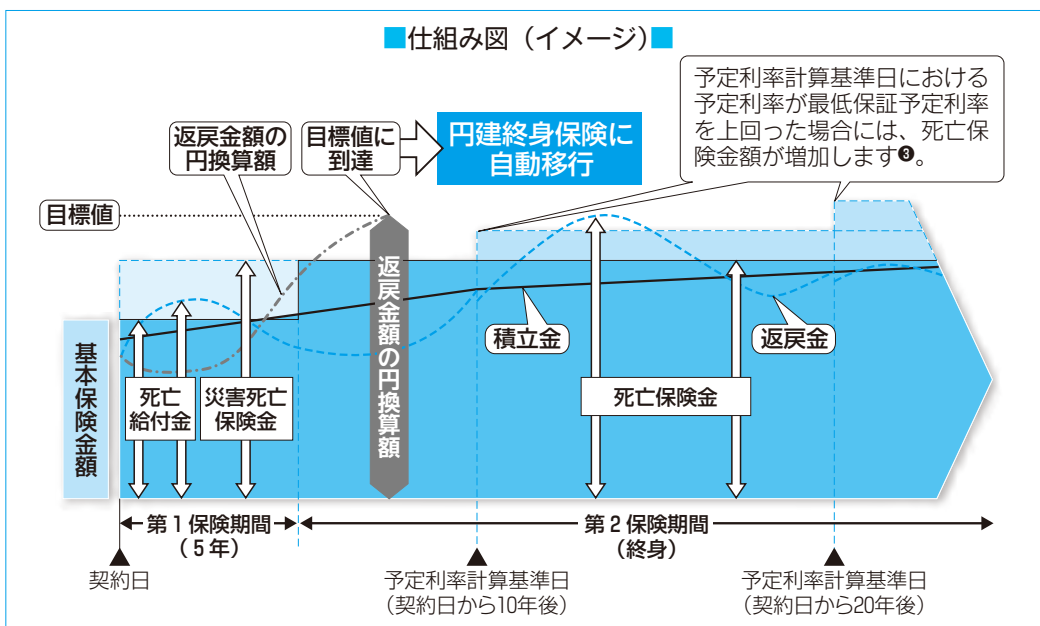 ■仕組み図（イメージ）■
予定利率計算基準日における
予定利率が最低保証予定利率
を上回った場合には、死亡保
険金額が増加します❸。
返戻金額の
円換算額
目標値に
到達
円建終身保険に
自動移行
目標値
基本保険金額
返戻金額の円換算額
積立金
返戻金
死亡
給付金
災害死亡
保険金
死亡保険金
第1保険期間
（5年）
第2保険期間
（終身）
契約日
予定利率計算基準日
（契約日から10年後）
予定利率計算基準日
（契約日から20年後）